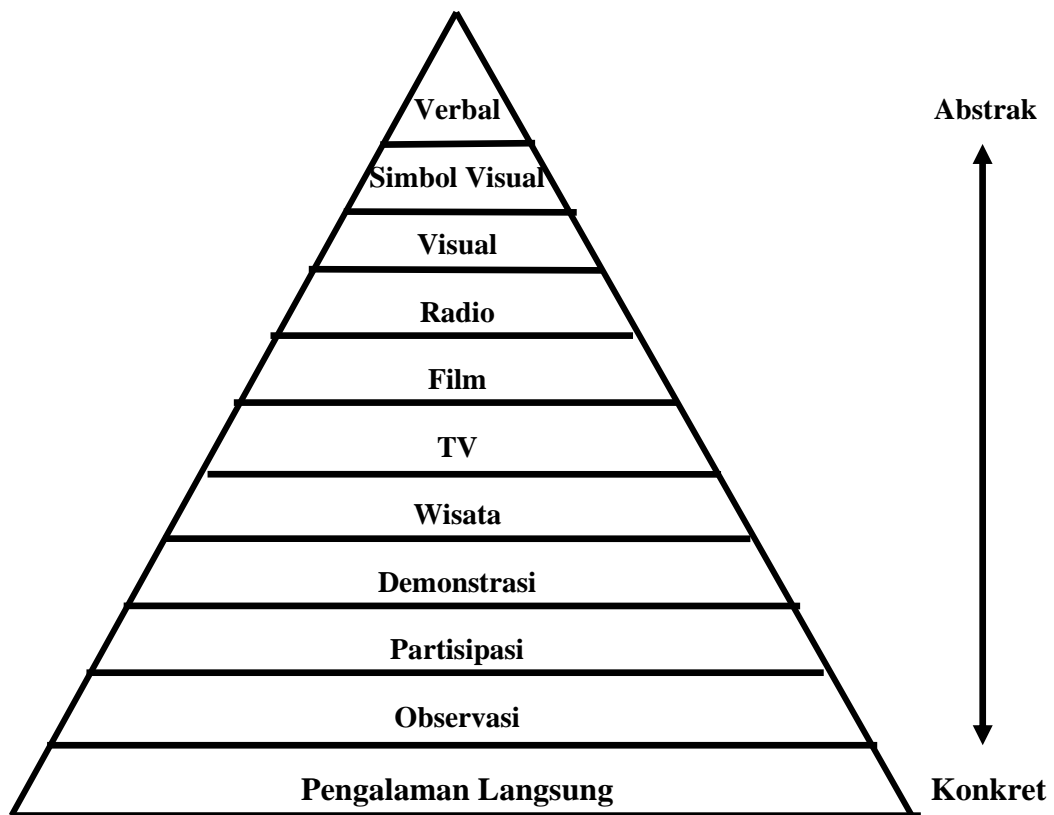 Verbal
Abstrak
Simbol Visual
Visual
Radio
Film
TV
Wisata
Demonstrasi
Partisipasi
Observasi
Pengalaman Langsung
Konkret